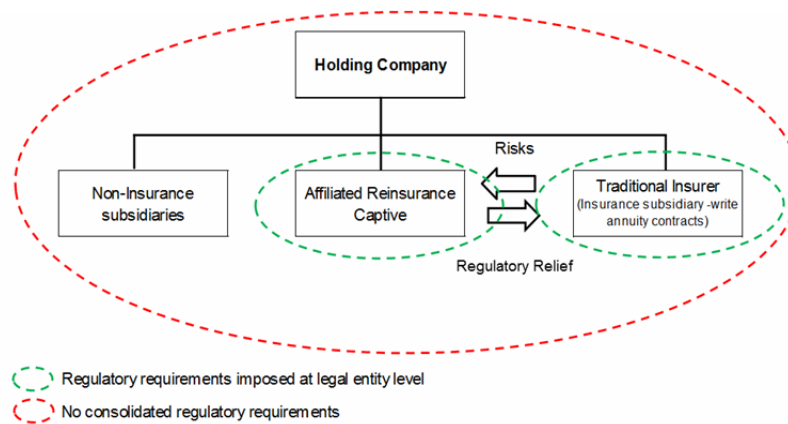 Holding Company
Risks
Non-Insurance
subsidiaries
Affiliated Reinsurance
Captive
Traditional Insurer
(Insurance subsidiary -write
annuity contracts)
Regulatory Relief
Regulatory requirements imposed at legal entity level
No consolidated regulatory requirements